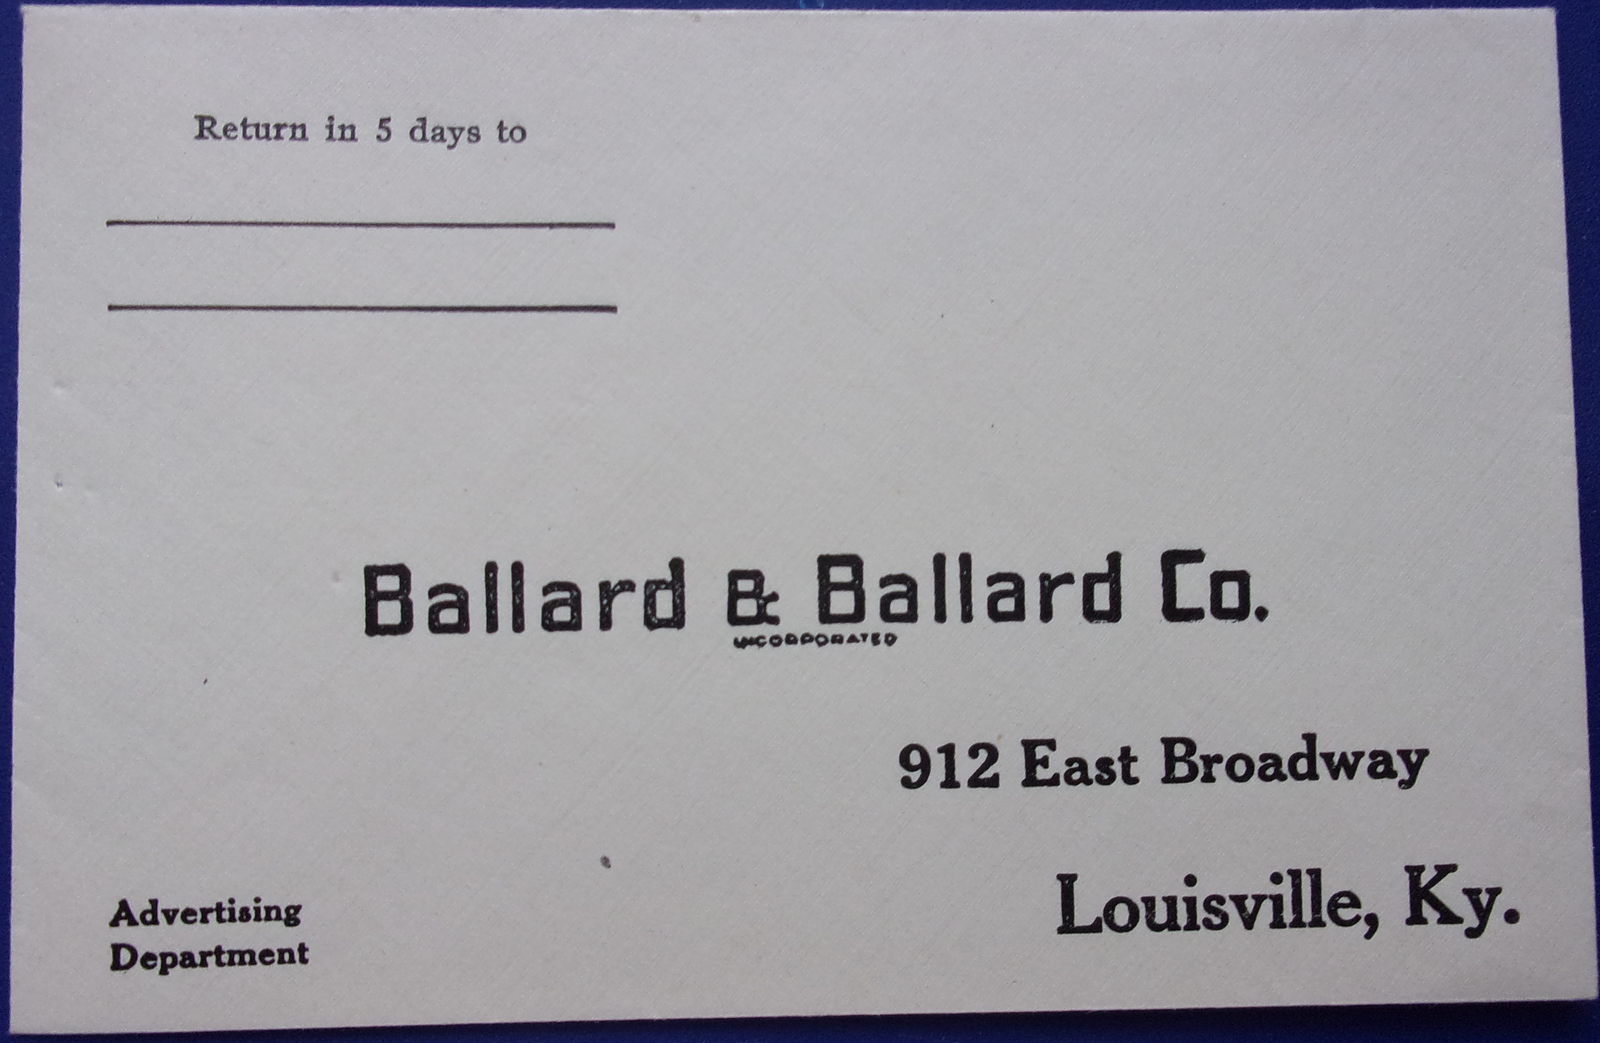 Return in 5 days to
Ballard & Ballard Co.
INCORPORATED
912 East Broadway
Louisville, Ky.
Advertising
Department